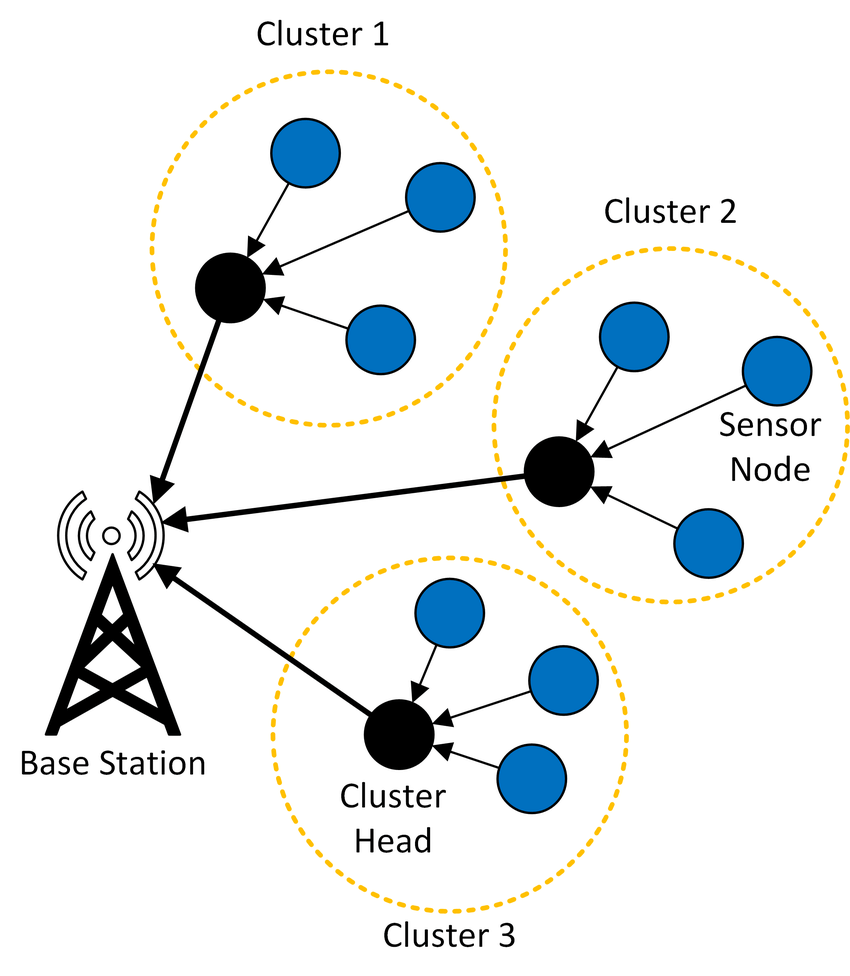 Cluster 1
Cluster 2
Sensor
Node
Base Station
Cluster
Head
Cluster 3